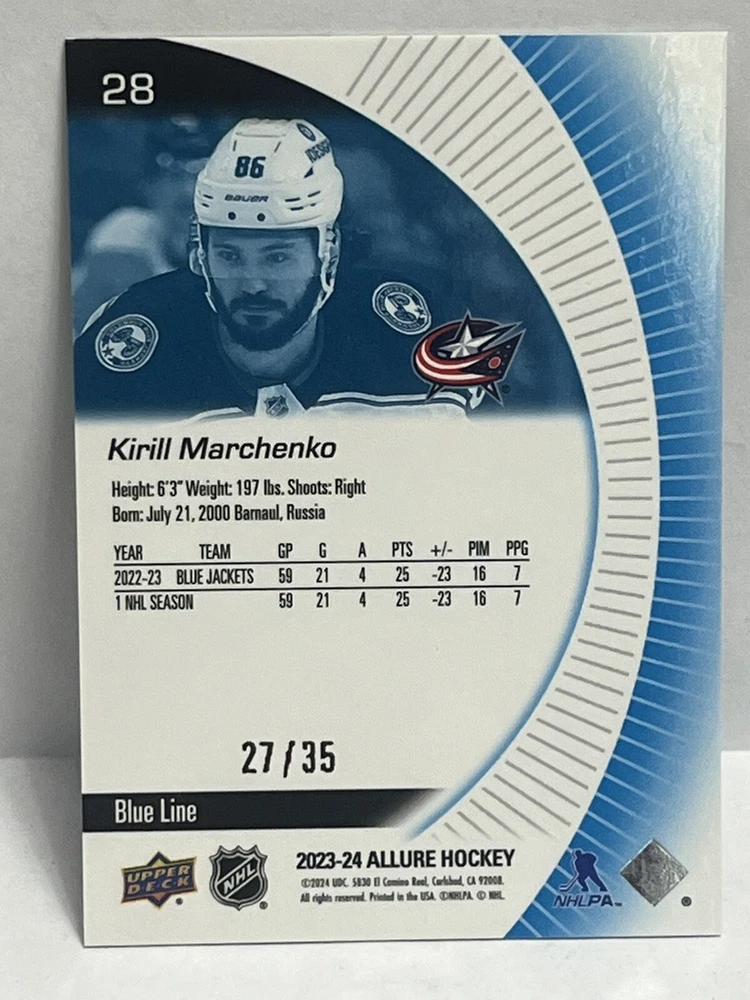 28
86
BAUER
Kirill Marchenko
Height: 6'3" Weight: 197 lbs. Shoots: Right
Born: July 21, 2000 Barnaul, Russia
YEAR TEAM GP G A PTS +/- PIM PPG
2022-23 BLUE JACKETS 59 21 4 25 -23 16 7
1 NHL SEASON 59 21 4 25 -23 16 7
27/35
Blue Line
UPPER DECK
NHL
2023-24 ALLURE HOCKEY
©2024 UDC. 5830 El Camino Real, Carlsbad, CA 92008.
All rights reserved. Printed in the USA. ©NHLPA. © NHL.
NHLPA™